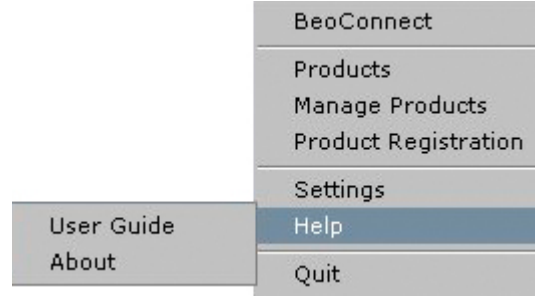 BeoConnect
Products
Manage Products
Product Registration
Settings
Help
User Guide
About
Quit